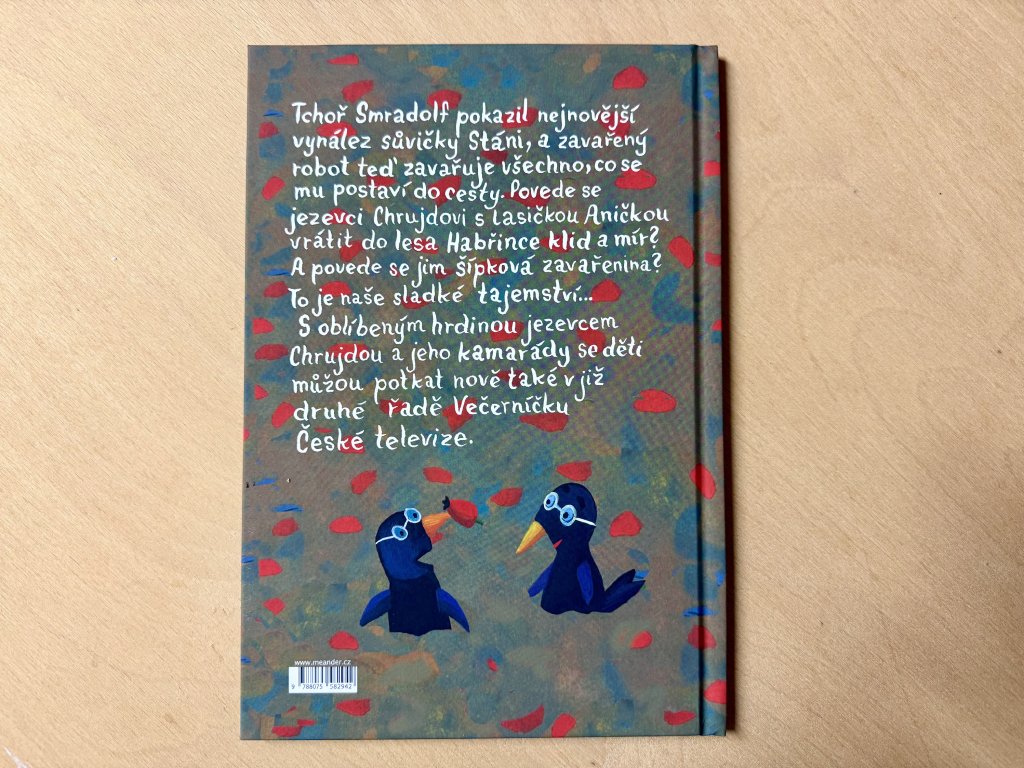 Tchoř Smradolf pokazil nejnovější
vynález sůvičky Stáni, a zavařený
robot teď zavařuje všechno, co se
mu postaví do cesty. Povede se
jezevci Chrujdovi s lasičkou Aničkou
vrátit do lesa Habřince klid a mír?
A povede se jim šípková zavařenina?
To je naše sladké tajemství...
S oblíbeným hrdinou jezevcem
Chrujdou a jeho kamarády se děti
můžou potkat nově také v již
druhé řadě Večerníčku
České televize.
www.meander.cz
9 788075 582942